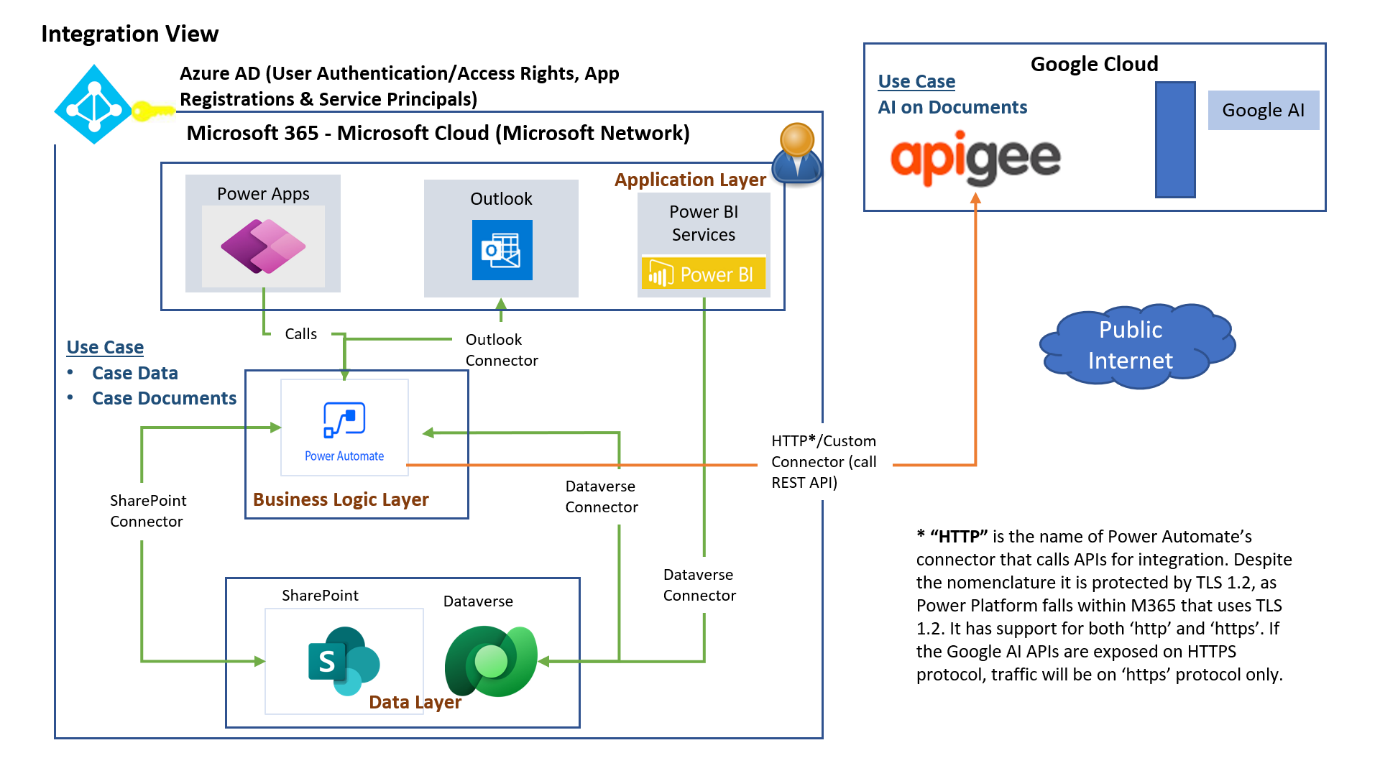 Integration View
Azure AD (User Authentication/Access Rights, App
Registrations & Service Principals)
Microsoft 365 - Microsoft Cloud (Microsoft Network)
Application Layer
Power Apps
Outlook
O
Power BI
Services
Power BI
Calls
Outlook
Connector
Use Case
• Case Data
• Case Documents
Power Automate
Business Logic Layer
SharePoint
Connector
Dataverse
Connector
Dataverse
Connector
HTTP*/Custom
Connector (call
REST API)
SharePoint
S
Dataverse
Data Layer
Google Cloud
Use Case
AI on Documents
apigee
Google AI
Public
Internet
* “HTTP” is the name of Power Automate’s
connector that calls APIs for integration. Despite
the nomenclature it is protected by TLS 1.2, as
Power Platform falls within M365 that uses TLS
1.2. It has support for both ‘http’ and ‘https’. If
the Google AI APIs are exposed on HTTPS
protocol, traffic will be on ‘https’ protocol only.